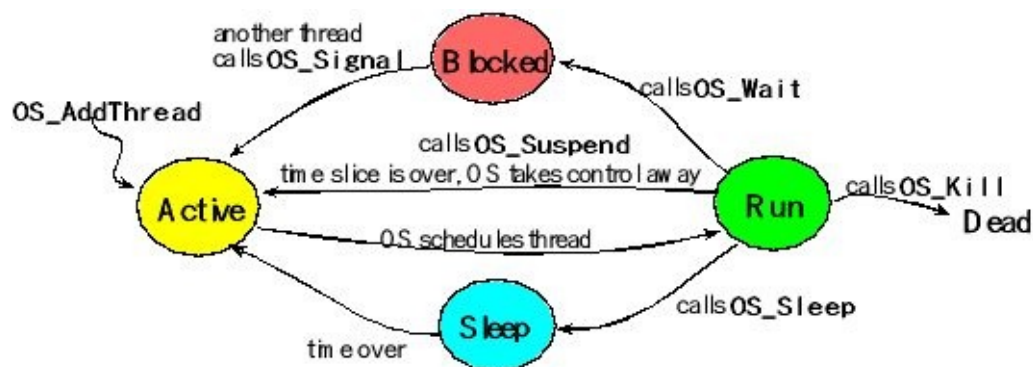 another thread
calls OS_Signal
Blocked
calls OS_Wait
OS_AddThread
calls OS_Suspend
time slice is over, OS takes control away
Active
Run
calls OS_Kill
Dead
OS schedules thread
calls OS_Sleep
Sleep
time over